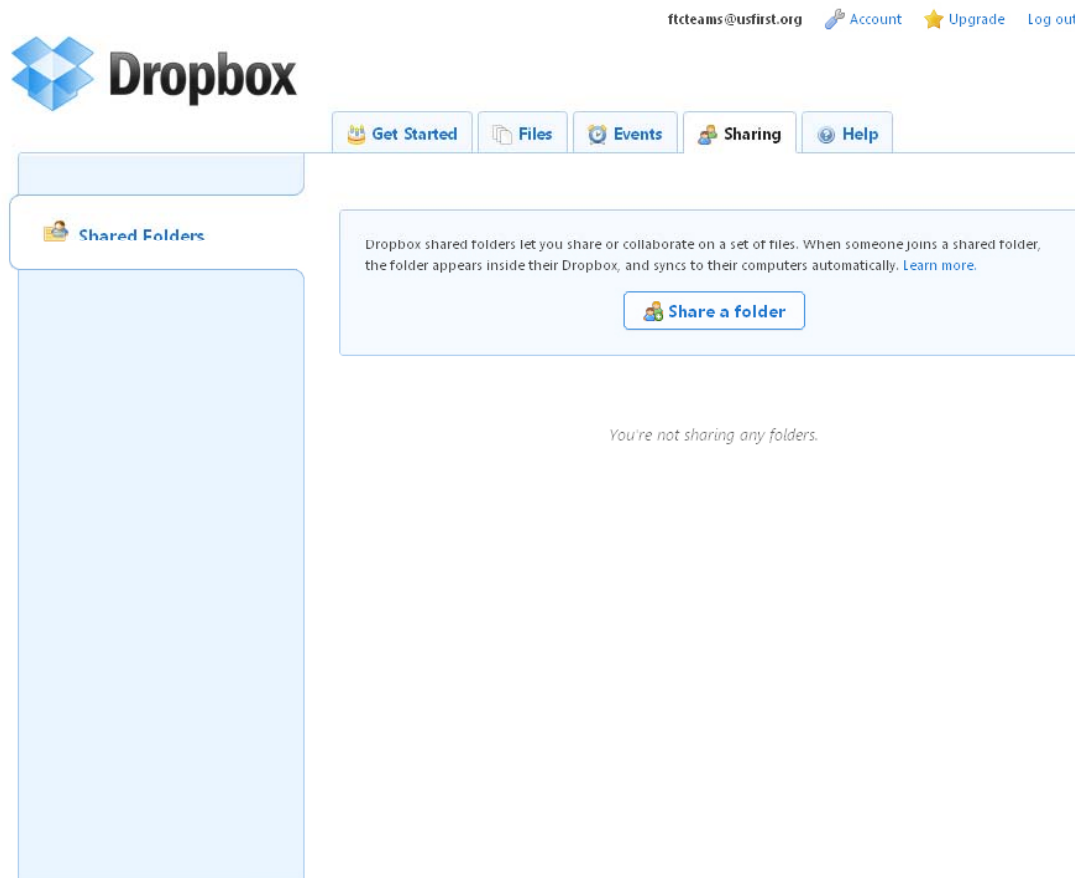 ftcteams@usfirst.org Account Upgrade Log out
Dropbox
Get Started Files Events Sharing Help
Shared Folders
Dropbox shared folders let you share or collaborate on a set of files. When someone joins a shared folder,
the folder appears inside their Dropbox, and syncs to their computers automatically. Learn more.
Share a folder
You're not sharing any folders.